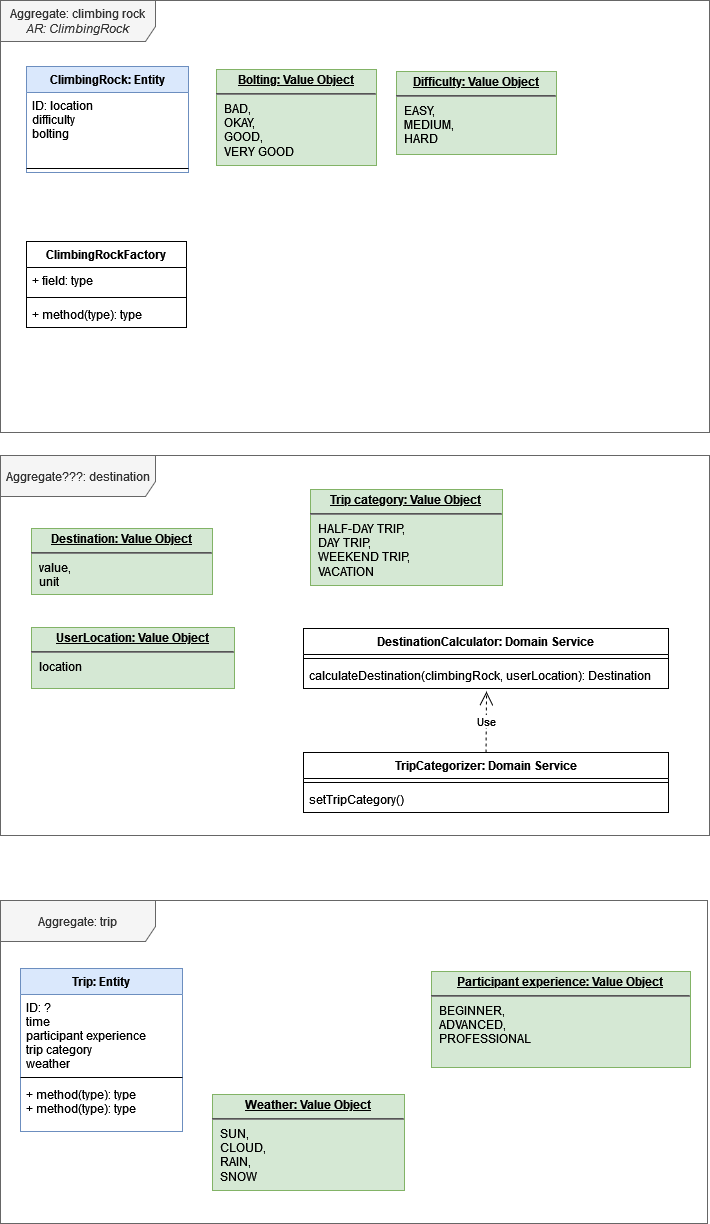 Aggregate: climbing rock
AR: ClimbingRock
ClimbingRock: Entity
ID: location
difficulty
bolting
Bolting: Value Object
BAD,
OKAY,
GOOD,
VERY GOOD
Difficulty: Value Object
EASY,
MEDIUM,
HARD
ClimbingRockFactory
+ field: type
+ method(type): type
Aggregate???: destination
Trip category: Value Object
HALF-DAY TRIP,
DAY TRIP,
WEEKEND TRIP,
VACATION
Destination: Value Object
value,
unit
UserLocation: Value Object
location
DestinationCalculator: Domain Service
calculateDestination(climbingRock, userLocation): Destination
Use
TripCategorizer: Domain Service
setTripCategory()
Aggregate: trip
Trip: Entity
ID: ?
time
participant experience
trip category
weather
+ method(type): type
+ method(type): type
Participant experience: Value Object
BEGINNER,
ADVANCED,
PROFESSIONAL
Weather: Value Object
SUN,
CLOUD,
RAIN,
SNOW